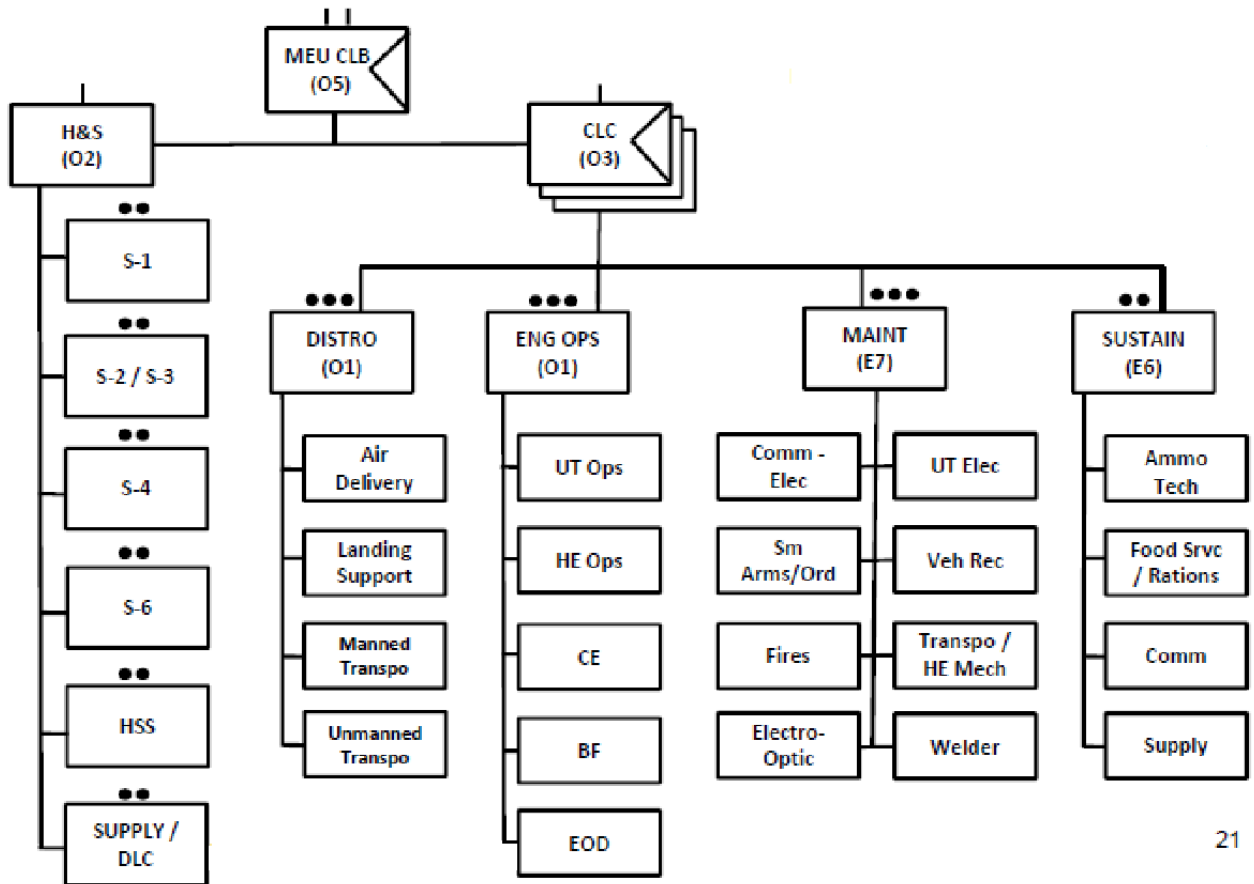 MEU CLB
(O5)
H&S
(O2)
CLC
(O3)
S-1
S-2 / S-3
S-4
S-6
HSS
SUPPLY /
DLC
DISTRO
(O1)
Air
Delivery
Landing
Support
Manned
Transpo
Unmanned
Transpo
ENG OPS
(O1)
UT Ops
HE Ops
CE
BF
EOD
MAINT
(E7)
Comm -
Elec
UT Elec
Sm
Arms/Ord
Veh Rec
Fires
Transpo /
HE Mech
Electro-
Optic
Welder
SUSTAIN
(E6)
Ammo
Tech
Food Srvc
/ Rations
Comm
Supply
21